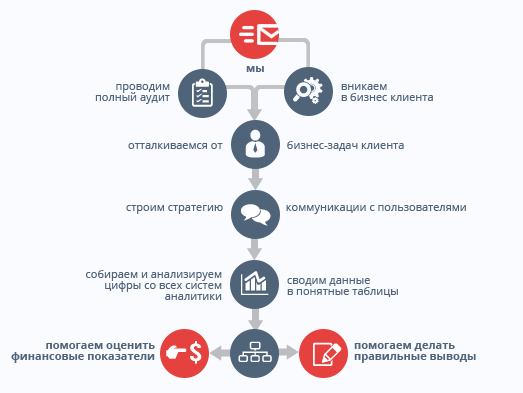 мы
проводим
полный аудит
вникаем
в бизнес клиента
отталкиваемся от
бизнес-задач клиента
строим стратегию
коммуникации с пользователями
собираем и анализируем
цифры со всех систем
аналитики
сводим данные
в понятные таблицы
помогаем оценить
финансовые показатели
$
помогаем делать
правильные выводы